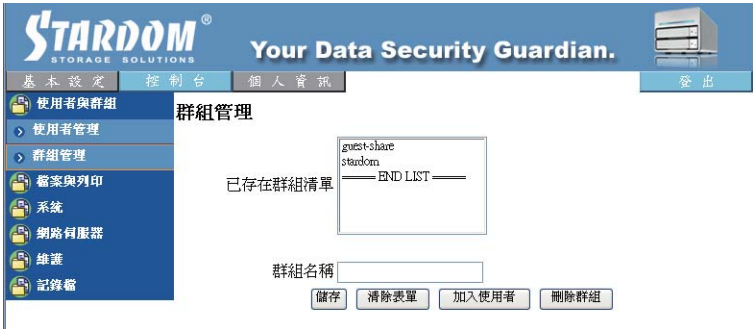 STARDOM®
STORAGE SOLUTIONS
Your Data Security Guardian.
基本設定 控制台 個人資訊 登出
使用者與群組
使用者管理
群組管理
檔案與列印
系統
網路伺服器
維護
記錄檔
群組管理
已存在群組清單
guest-share
stardom
===== END LIST =====
群組名稱
儲存 清除表單 加入使用者 刪除群組